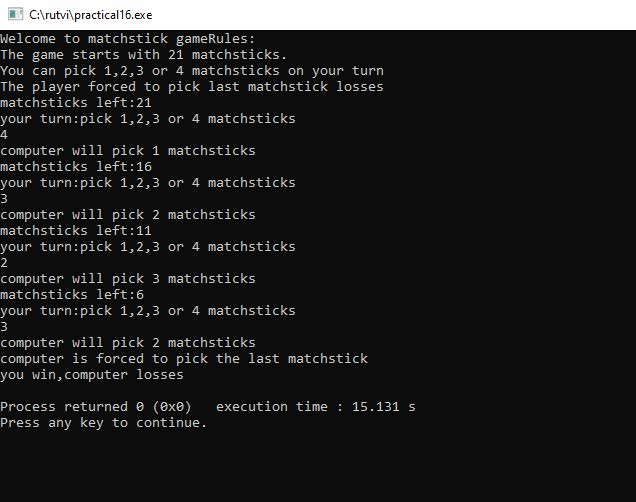 C:\rutvi\practical16.exe
Welcome to matchstick gameRules:
The game starts with 21 matchsticks.
You can pick 1,2,3 or 4 matchsticks on your turn
The player forced to pick last matchstick losses
matchsticks left:21
your turn:pick 1,2,3 or 4 matchsticks
4
computer will pick 1 matchsticks
matchsticks left:16
your turn:pick 1,2,3 or 4 matchsticks
3
computer will pick 2 matchsticks
matchsticks left:11
your turn:pick 1,2,3 or 4 matchsticks
2
computer will pick 3 matchsticks
matchsticks left:6
your turn:pick 1,2,3 or 4 matchsticks
3
computer will pick 2 matchsticks
computer is forced to pick the last matchstick
you win,computer losses
Process returned 0 (0x0)   execution time : 15.131 s
Press any key to continue.